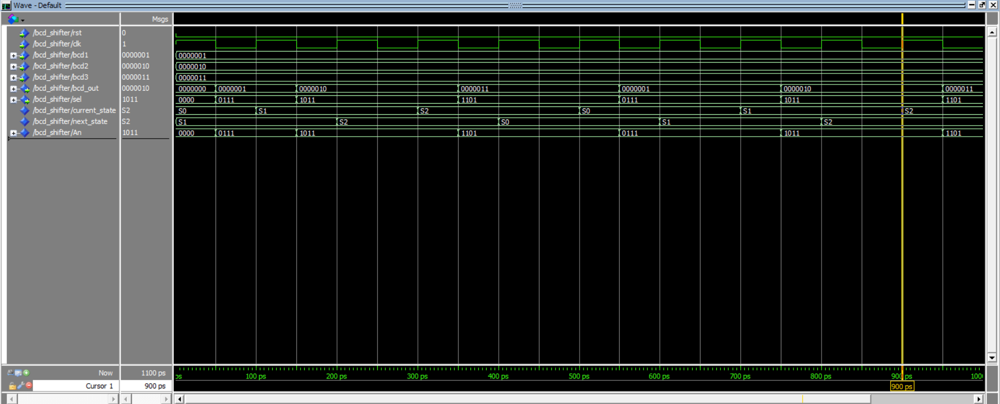 Wave - Default
Msgs
/bcd_shifter/rst 0
/bcd_shifter/clk 1
/bcd_shifter/bcd1 0000001 0000001
/bcd_shifter/bcd2 0000010 0000010
/bcd_shifter/bcd3 0000011 0000011
/bcd_shifter/bcd_out 0000010 0000000 0000001 0000010 0000011 0000001 0000010 0000011
/bcd_shifter/sel 1011 0000 0111 1011 1101 0111 1011 1101
/bcd_shifter/current_state S2 S0 S1 S2 S0 S1 S2
/bcd_shifter/next_state S2 S1 S2 S0 S1 S2
/bcd_shifter/An 1011 0000 0111 1011 1101 0111 1011 1101
Now 1100 ps ps 100 ps 200 ps 300 ps 400 ps 500 ps 600 ps 700 ps 800 ps 900 ps 100
Cursor 1 900 ps 900 ps